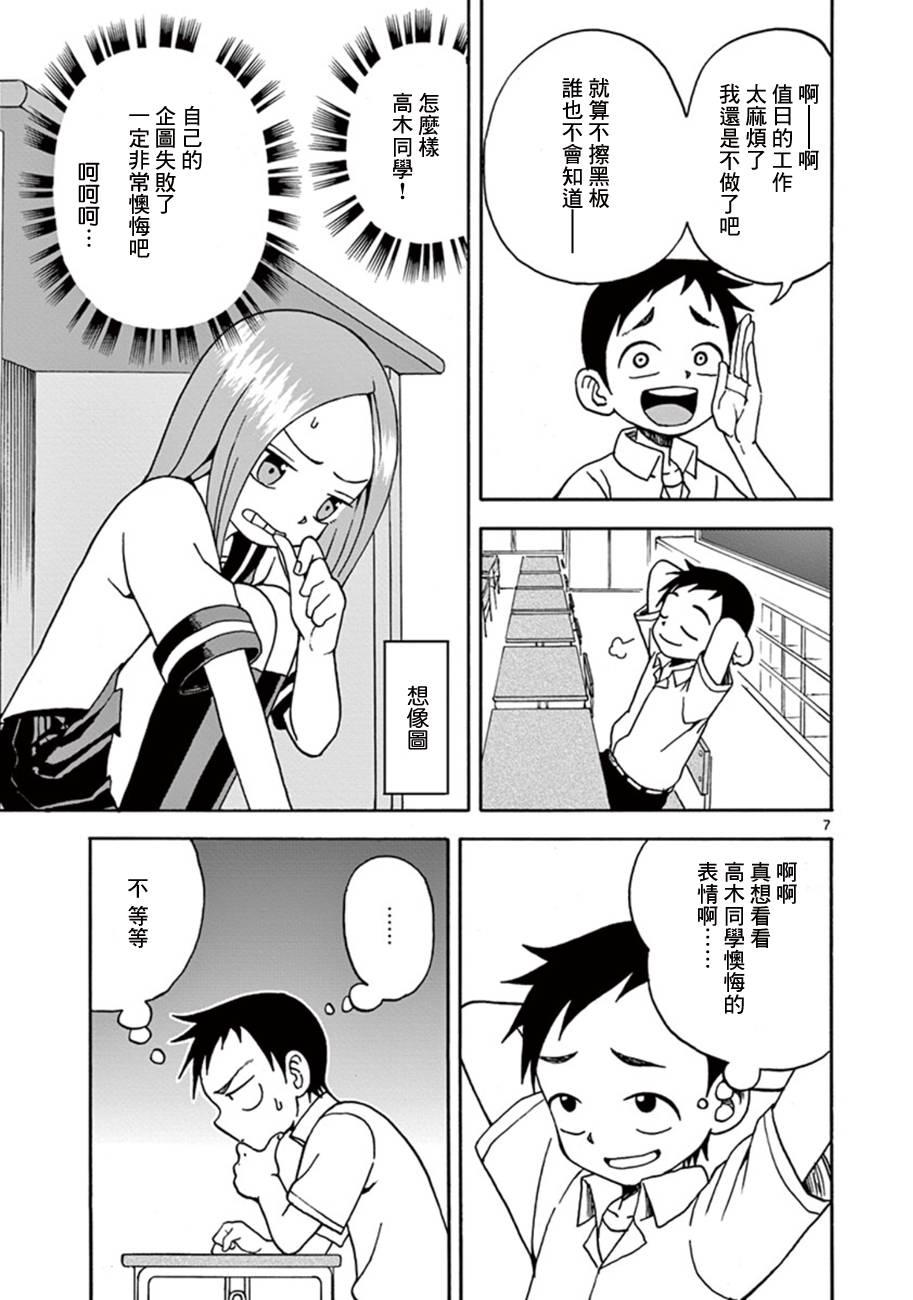 啊——啊
值日的工作
太麻煩了
我還是不做了吧
就算不擦黑板
誰也不會知道——
怎麼樣
高木同學！
自己的
企圖失敗了
一定非常懊悔吧
呵呵呵…
想像圖
7
啊啊
真想看看
高木同學懊悔的
表情啊……
……
不 等等